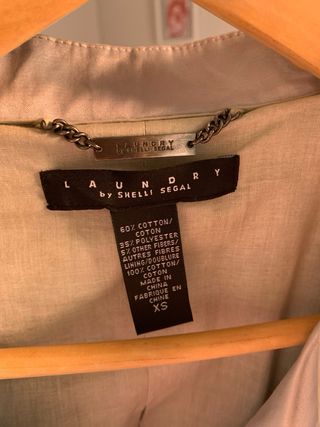 LAUNDRY
BY SHELLI SEGAL
LAUNDRY
by SHELLI SEGAL
60% COTTON/
COTON
35% POLYESTER
5% OTHER FIBERS/
AUTRES FIBRES
LINING/DOUBLURE
100% COTTON/
COTON
MADE IN
CHINA
FABRIQUE EN
CHINE
XS